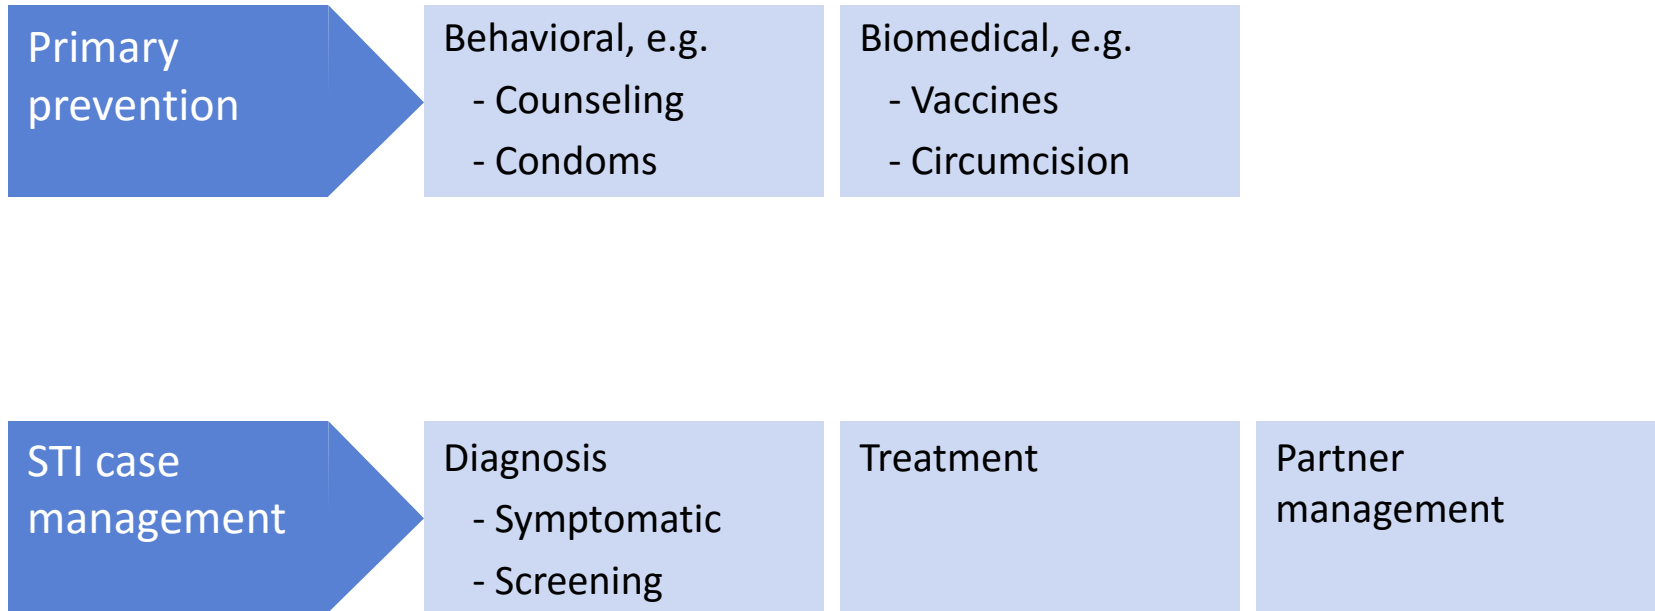 Primary
prevention
Behavioral, e.g.
- Counseling
- Condoms
Biomedical, e.g.
- Vaccines
- Circumcision
STI case
management
Diagnosis
- Symptomatic
- Screening
Treatment
Partner
management